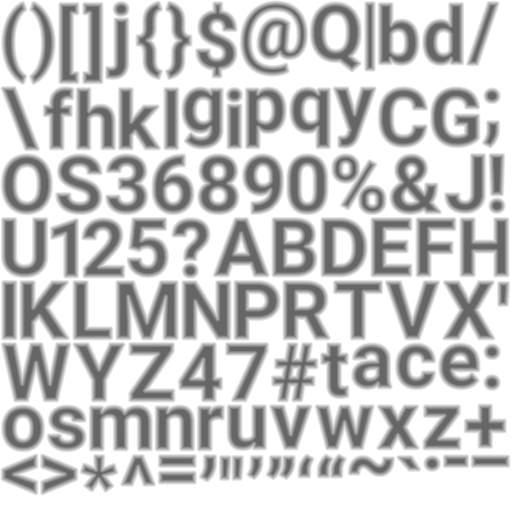 ()[]j{}$@Q|bd/
\fhklgipqyCG;
OS36890%&J!
U125?ABDEFH
IKLMNPRTVX'
WYZ47#tace:
osmnruvwxz+
<>*^=’"‘”‘“~`·-–